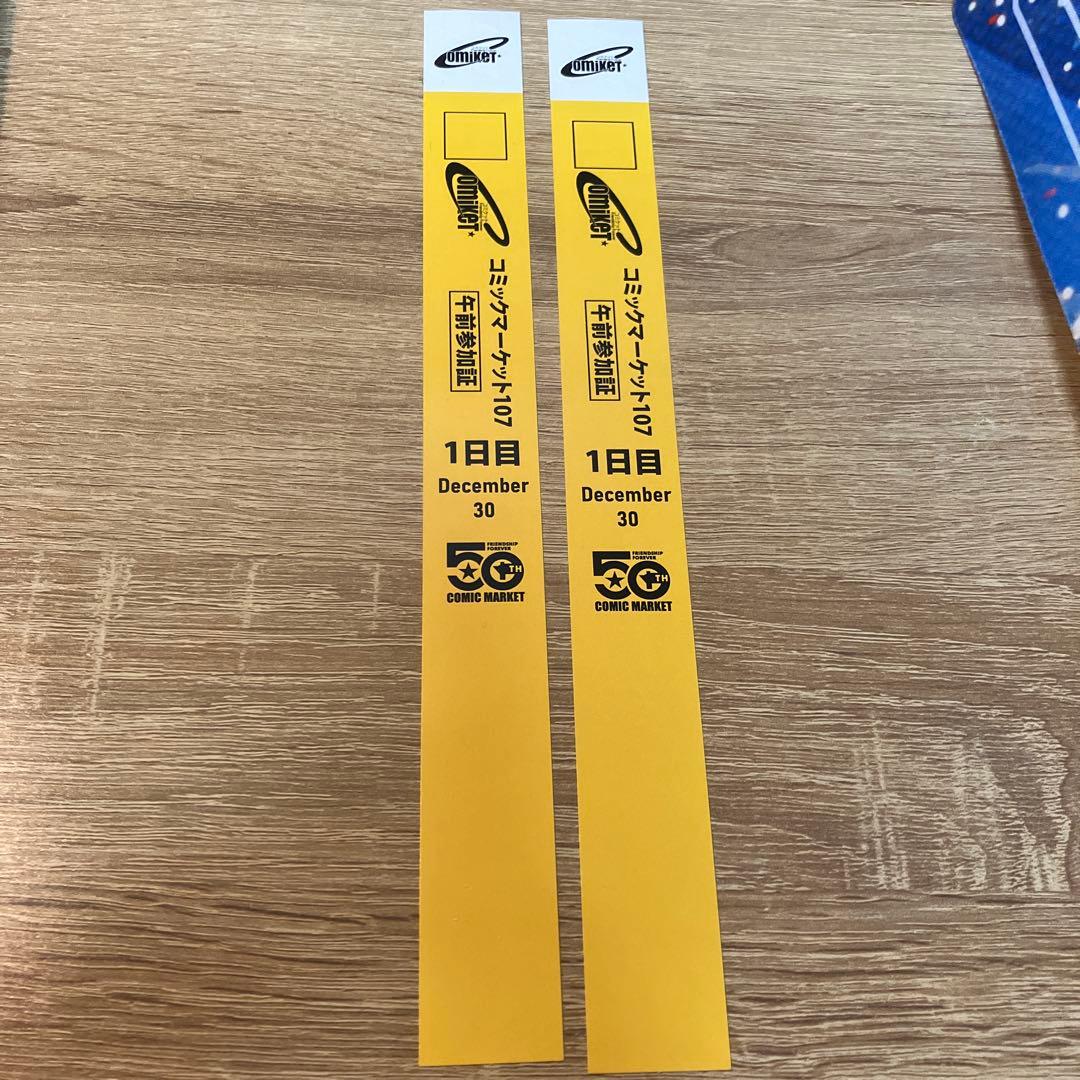 comiket
comiket
comiket
コミックマーケット107
午前参加証
1日目
December
30
FRIENDSHIP
FOREVER
50TH
COMIC MARKET
comiket
コミックマーケット107
午前参加証
1日目
December
30
FRIENDSHIP
FOREVER
50TH
COMIC MARKET